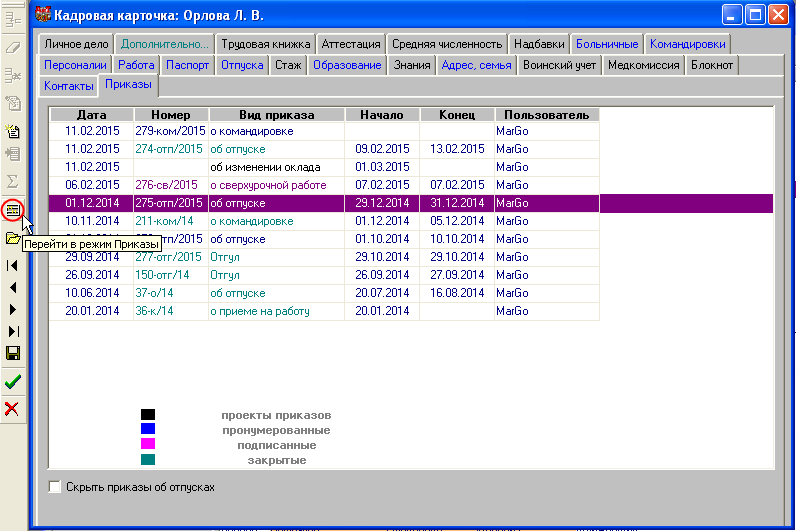 Кадровая карточка: Орлова Л. В.
Личное дело Дополнительно... Трудовая книжка Аттестация Средняя численность Надбавки Больничные Командировки
Персоналии Работа Паспорт Отпуска Стаж Образование Знания Адрес, семья Воинский учет Медкомиссия Блокнот
Контакты Приказы
Дата Номер Вид приказа Начало Конец Пользователь
11.02.2015 279-ком/2015 о командировке MarGo
11.02.2015 274-отп/2015 об отпуске 09.02.2015 13.02.2015 MarGo
11.02.2015 об изменении оклада 01.03.2015 MarGo
06.02.2015 276-св/2015 о сверхурочной работе 07.02.2015 07.02.2015 MarGo
01.12.2014 275-отп/2015 об отпуске 29.12.2014 31.12.2014 MarGo
10.11.2014 211-ком/14 о командировке 01.12.2014 05.12.2014 MarGo
Перейти в режим Приказы об отпуске 01.10.2014 10.10.2014 MarGo
29.09.2014 277-отг/2015 Отгул 29.10.2014 29.10.2014 MarGo
26.09.2014 150-отг/14 Отгул 26.09.2014 27.09.2014 MarGo
10.06.2014 37-о/14 об отпуске 20.07.2014 16.08.2014 MarGo
20.01.2014 36-к/14 о приеме на работу 20.01.2014 MarGo
проекты приказов
пронумерованные
подписанные
закрытые
Скрыть приказы об отпусках